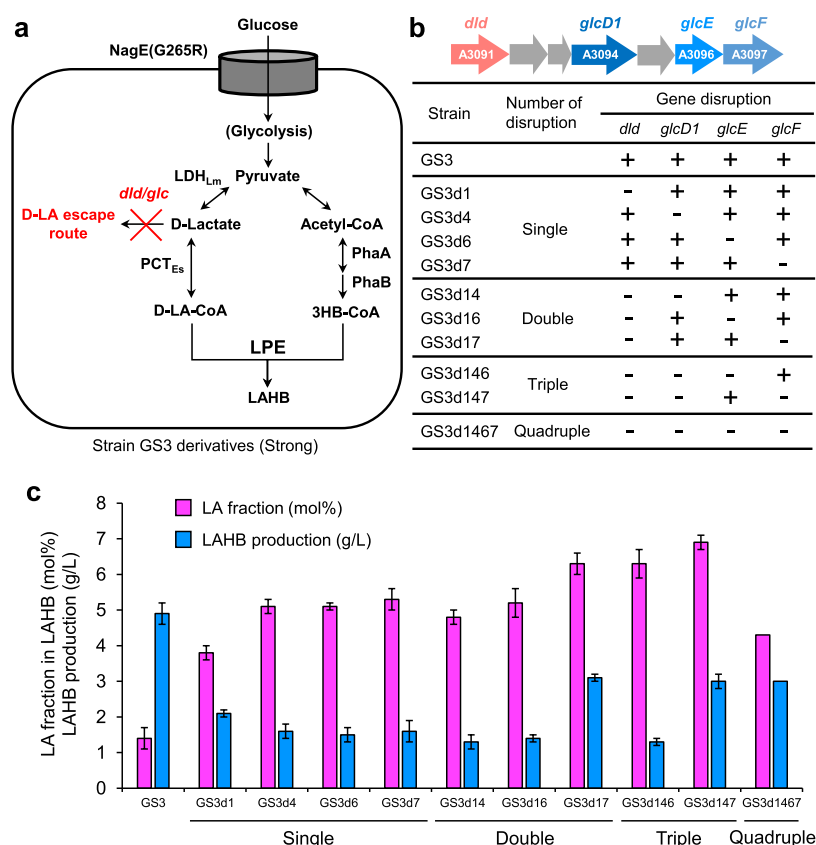 a
Glucose
NagE(G265R)
(Glycolysis)
Pyruvate
LDHLm
dld/glc
D-LA escape
route
D-Lactate
Acetyl-CoA
PCTEs
PhaA
PhaB
D-LA-CoA
3HB-CoA
LPE
LAHB
Strain GS3 derivatives (Strong)
b
dld glcD1 glcE glcF
A3091 A3094 A3096 A3097
Strain
Number of
disruption
Gene disruption
dld glcD1 glcE glcF
GS3 + + + +
GS3d1 - + + +
GS3d4 + - + +
Single
GS3d6 + + - +
GS3d7 + + + -
GS3d14 - - + +
GS3d16 Double - + - +
GS3d17 - + + -
GS3d146 - - - +
Triple
GS3d147 - - + -
GS3d1467 Quadruple - - - -
c
LA fraction in LAHB (mol%)
LAHB production (g/L)
8
7
6
5
4
3
2
1
0
LA fraction (mol%)
LAHB production (g/L)
GS3 GS3d1 GS3d4 GS3d6 GS3d7 GS3d14 GS3d16 GS3d17 GS3d146 GS3d147 GS3d1467
Single Double Triple Quadruple